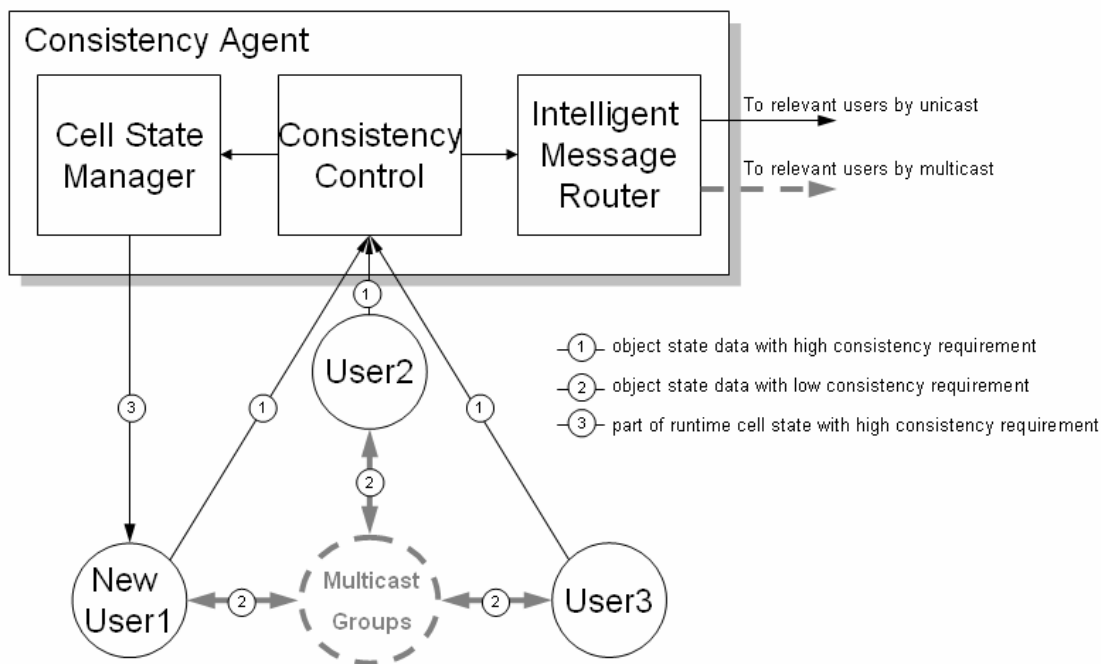 Consistency Agent
Cell State
Manager
Consistency
Control
Intelligent
Message
Router
To relevant users by unicast
To relevant users by multicast
1
User2
1 object state data with high consistency requirement
2 object state data with low consistency requirement
3 part of runtime cell state with high consistency requirement
3
1
1
2
New
User1
2
Multicast
Groups
2
User3